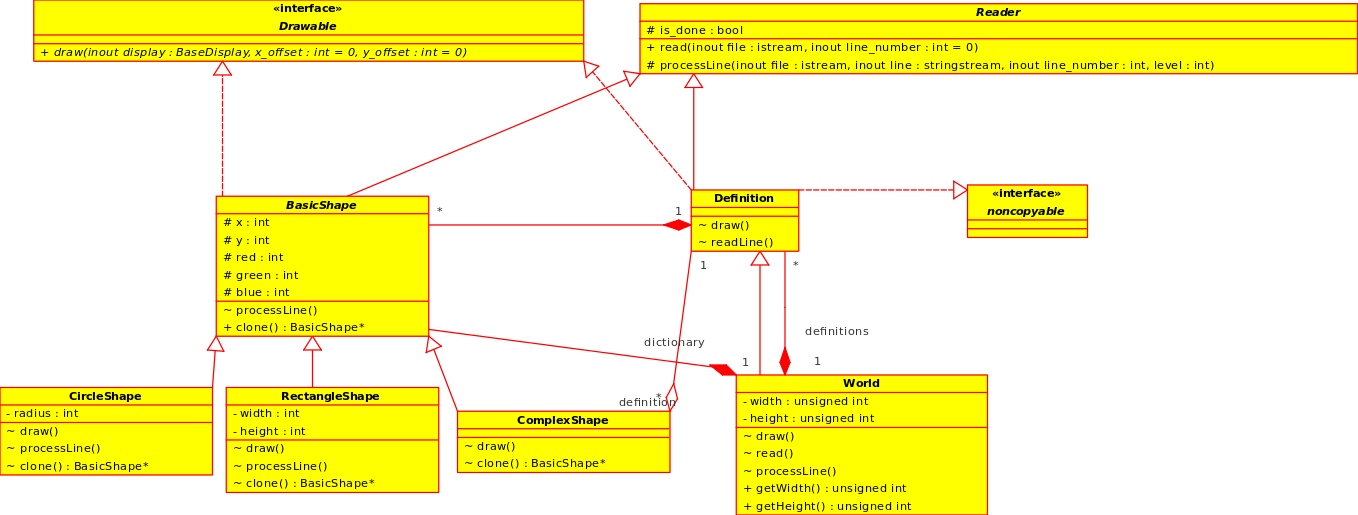 «interface»
Drawable
+ draw(inout display : BaseDisplay, x_offset : int = 0, y_offset : int = 0)
Reader
# is_done : bool
+ read(inout file : istream, inout line_number : int = 0)
# processLine(inout file : istream, inout line : stringstream, inout line_number : int, level : int)
BasicShape
# x : int
# y : int
# red : int
# green : int
# blue : int
~ processLine()
+ clone() : BasicShape*
*
1
Definition
~ draw()
~ readLine()
«interface»
noncopyable
1
*
definitions
dictionary
1
1
*
definition
CircleShape
- radius : int
~ draw()
~ processLine()
~ clone() : BasicShape*
RectangleShape
- width : int
- height : int
~ draw()
~ processLine()
~ clone() : BasicShape*
ComplexShape
~ draw()
~ clone() : BasicShape*
World
- width : unsigned int
- height : unsigned int
~ draw()
~ read()
~ processLine()
+ getWidth() : unsigned int
+ getHeight() : unsigned int